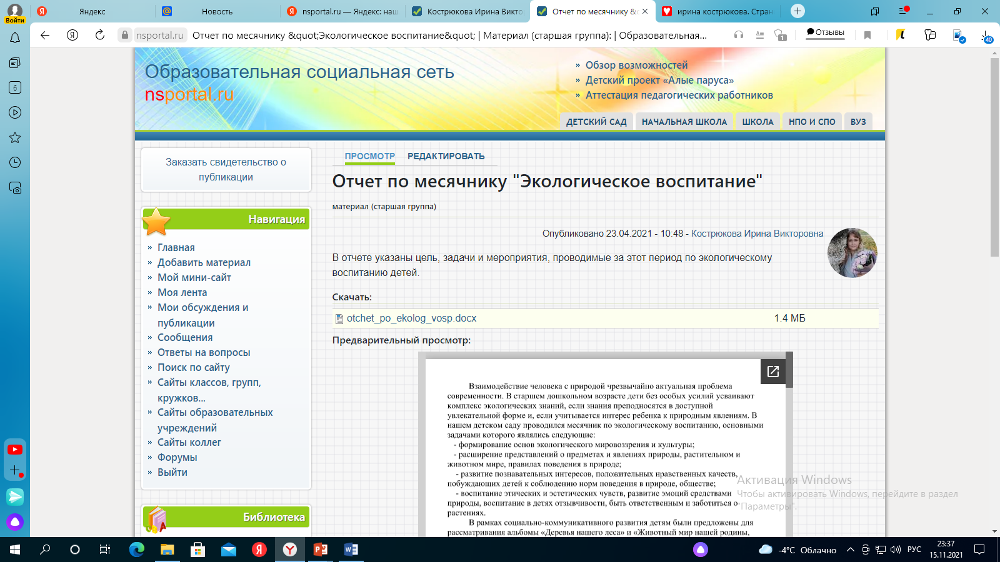 Войти
Яндекс
Новость
nsportal.ru — Яндекс: наш
Кострюкова Ирина Виктор
Отчет по месячнику &c
ирина кострюкова. Стран
nsportal.ru
Отчет по месячнику &quot;Экологическое воспитание&quot; | Материал (старшая группа): | Образовательная...
1
Отзывы
40
6
Образовательная социальная сеть
nsportal.ru
» Обзор возможностей
» Детский проект «Алые паруса»
» Аттестация педагогических работников
ДЕТСКИЙ САД
НАЧАЛЬНАЯ ШКОЛА
ШКОЛА
НПО И СПО
ВУЗ
Заказать свидетельство о
публикации
Навигация
» Главная
» Добавить материал
» Мой мини-сайт
» Моя лента
» Мои обсуждения и
публикации
» Сообщения
» Ответы на вопросы
» Поиск по сайту
» Сайты классов, групп,
кружков...
» Сайты образовательных
учреждений
» Сайты коллег
» Форумы
» Выйти
Библиотека
ПРОСМОТР
РЕДАКТИРОВАТЬ
Отчет по месячнику "Экологическое воспитание"
материал (старшая группа)
Опубликовано 23.04.2021 - 10:48 - Кострюкова Ирина Викторовна
В отчете указаны цель, задачи и мероприятия, проводимые за этот период по экологическому
воспитанию детей.
Скачать:
otchet_po_ekolog_vosp.docx
1.4 МБ
Предварительный просмотр:
Взаимодействие человека с природой чрезвычайно актуальная проблема
современности. В старшем дошкольном возрасте дети без особых усилий усваивают
комплекс экологических знаний, если знания преподносятся в доступной
увлекательной форме и, если учитывается интерес ребенка к природным явлениям. В
нашем детском саду проводился месячник по экологическому воспитанию, основными
задачами которого являлись следующие:
- формирование основ экологического мировоззрения и культуры;
- расширение представлений о предметах и явлениях природы, растительном и
животном мире, правилах поведения в природе;
- развитие познавательных интересов, положительных нравственных качеств,
побуждающих детей к соблюдению норм поведения в природе, обществе;
- воспитание этических и эстетических чувств, развитие эмоций средствами
природы, воспитание в детях отзывчивости, быть ответственным и заботиться о
растениях.
В рамках социально-коммуникативного развития детям были предложены для
рассматривания альбомы «Деревья нашего леса» и «Животный мир нашей родины,
Активация Windows
Чтобы активировать Windows, перейдите в раздел
"Параметры".
-4°C Облачно
РУС
23:37
15.11.2021